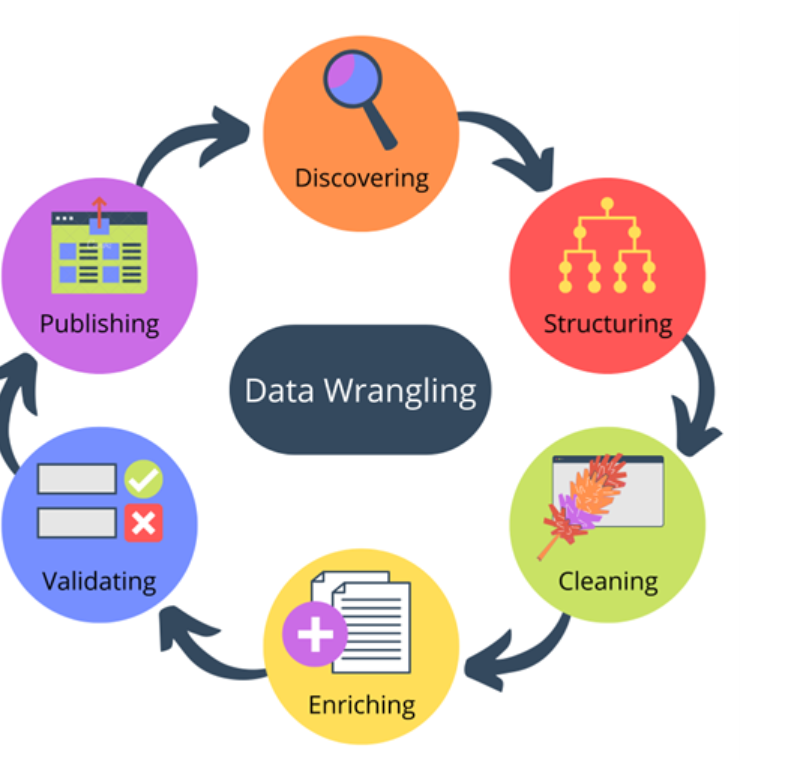 Discovering
Structuring
Cleaning
Enriching
Validating
Publishing
Data Wrangling